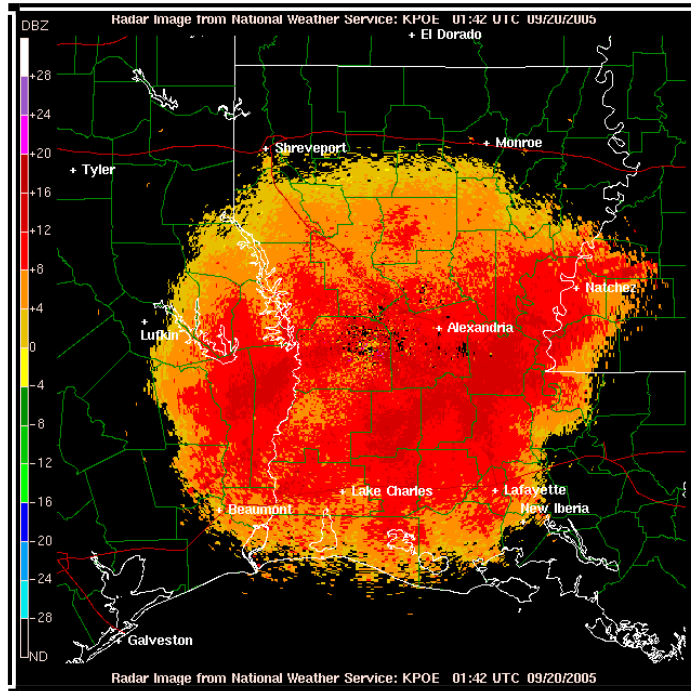 Radar Image from National Weather Service: KPOE 01:42 UTC 09/20/2005
DBZ
El Dorado
+28
+24
+20
+16
+12
+8
+4
0
-4
-8
-12
-16
-20
-24
-28
ND
Shreveport
Monroe
Tyler
Natchez
Lufkin
Alexandria
Lake Charles
Lafayette
Beaumont
New Iberia
Galveston
Radar Image from National Weather Service: KPOE 01:42 UTC 09/20/2005